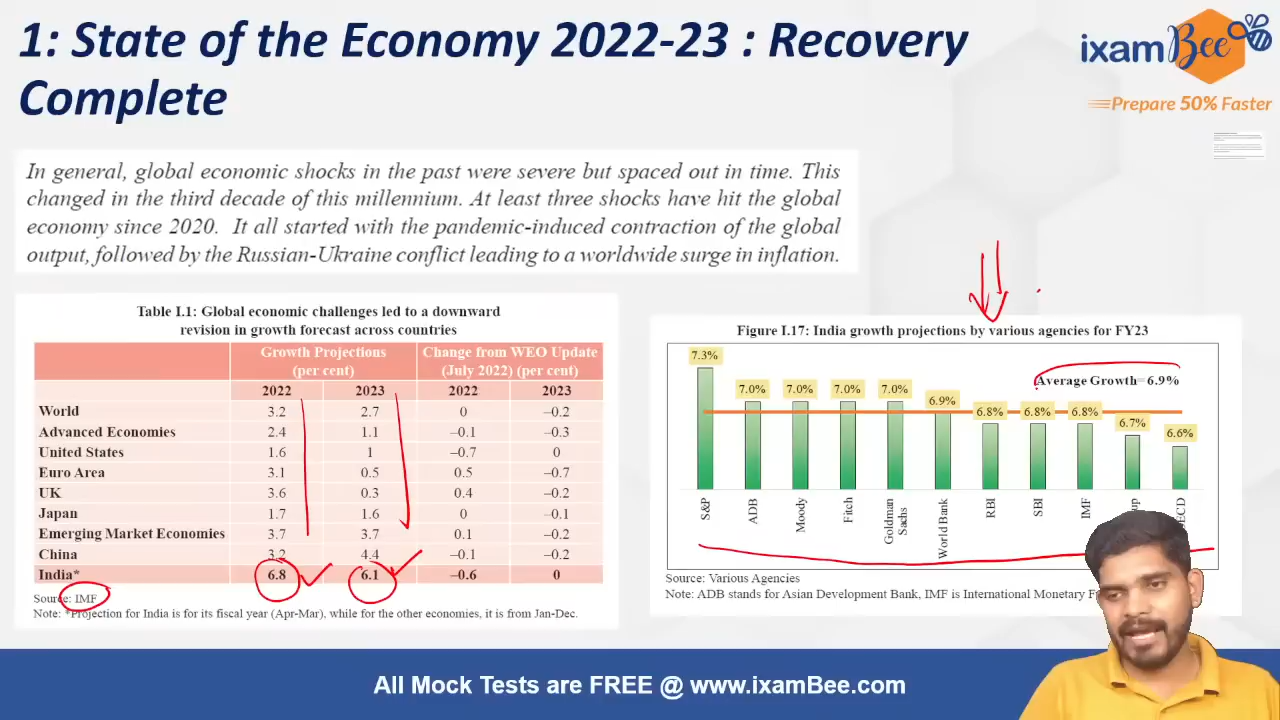 1: State of the Economy 2022-23 : Recovery
Complete
ixamBee
Prepare 50% Faster
In general, global economic shocks in the past were severe but spaced out in time. This
changed in the third decade of this millennium. At least three shocks have hit the global
economy since 2020. It all started with the pandemic-induced contraction of the global
output, followed by the Russian-Ukraine conflict leading to a worldwide surge in inflation.
Table I.1: Global economic challenges led to a downward
revision in growth forecast across countries
Growth Projections Change from WEO Update
(per cent) (July 2022) (per cent)
2022 2023 2022 2023
World 3.2 2.7 0 –0.2
Advanced Economies 2.4 1.1 –0.1 –0.3
United States 1.6 1 –0.7 0
Euro Area 3.1 0.5 0.5 –0.7
UK 3.6 0.3 0.4 –0.2
Japan 1.7 1.6 0 –0.1
Emerging Market Economies 3.7 3.7 0.1 –0.2
China 3.2 4.4 –0.1 –0.2
India* 6.8 6.1 –0.6 0
Source: IMF
Note: *Projection for India is for its fiscal year (Apr-Mar), while for the other economies, it is from Jan-Dec.
Figure I.17: India growth projections by various agencies for FY23
Average Growth=6.9%
7.3% 7.0% 7.0% 7.0% 7.0% 6.9% 6.8% 6.8% 6.8% 6.7% 6.6%
S&P ADB Moody Fitch Goldman Sachs World Bank RBI SBI IMF
Source: Various Agencies
Note: ADB stands for Asian Development Bank, IMF is International Monetary
All Mock Tests are FREE @ www.ixamBee.com